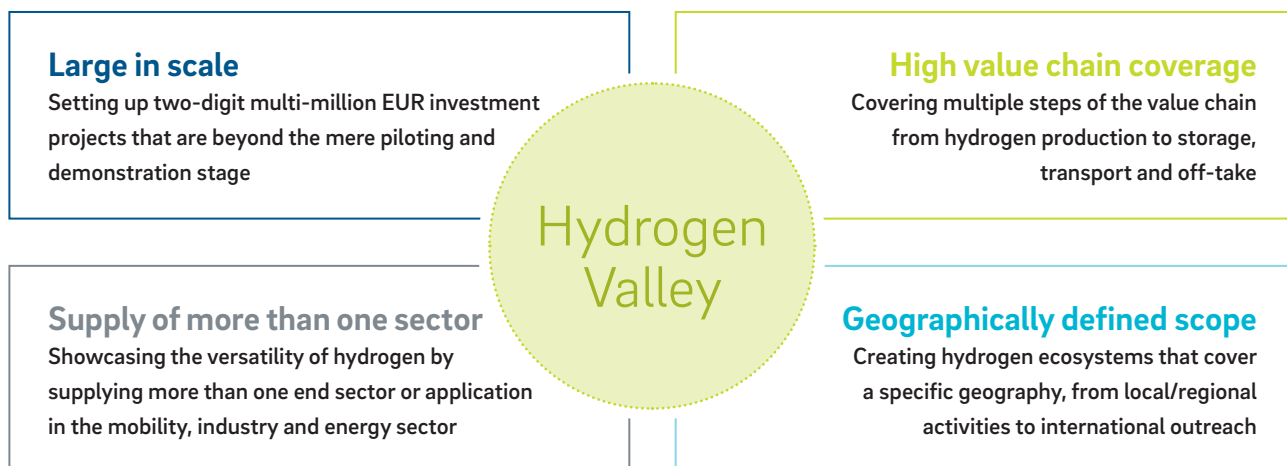 Large in scale
Setting up two-digit multi-million EUR investment
projects that are beyond the mere piloting and
demonstration stage
High value chain coverage
Covering multiple steps of the value chain
from hydrogen production to storage,
transport and off-take
Hydrogen
Valley
Supply of more than one sector
Showcasing the versatility of hydrogen by
supplying more than one end sector or application
in the mobility, industry and energy sector
Geographically defined scope
Creating hydrogen ecosystems that cover
a specific geography, from local/regional
activities to international outreach